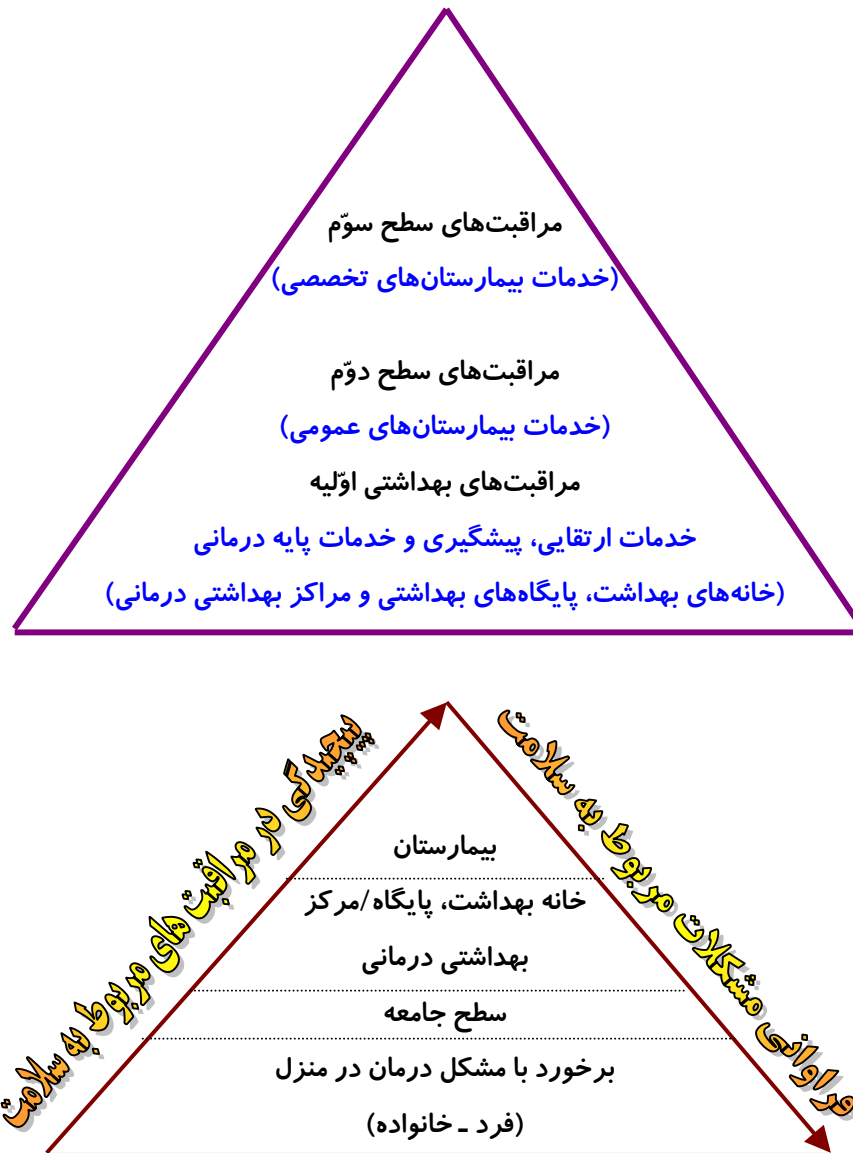 مراقبت‌های سطح سوّم
(خدمات بیمارستان‌های تخصصی)
مراقبت‌های سطح دوّم
(خدمات بیمارستان‌های عمومی)
مراقبت‌های بهداشتی اوّلیه
خدمات ارتقایی، پیشگیری و خدمات پایه درمانی
(خانه‌های بهداشت، پایگاه‌های بهداشتی و مراکز بهداشتی درمانی)
فراوانی مشکلات مربوط به سلامت
پیچیدگی در مراقبت های مربوط به سلامت
بیمارستان
خانه بهداشت، پایگاه/مرکز
بهداشتی درمانی
سطح جامعه
برخورد با مشکل درمان در منزل
(فرد ـ خانواده)